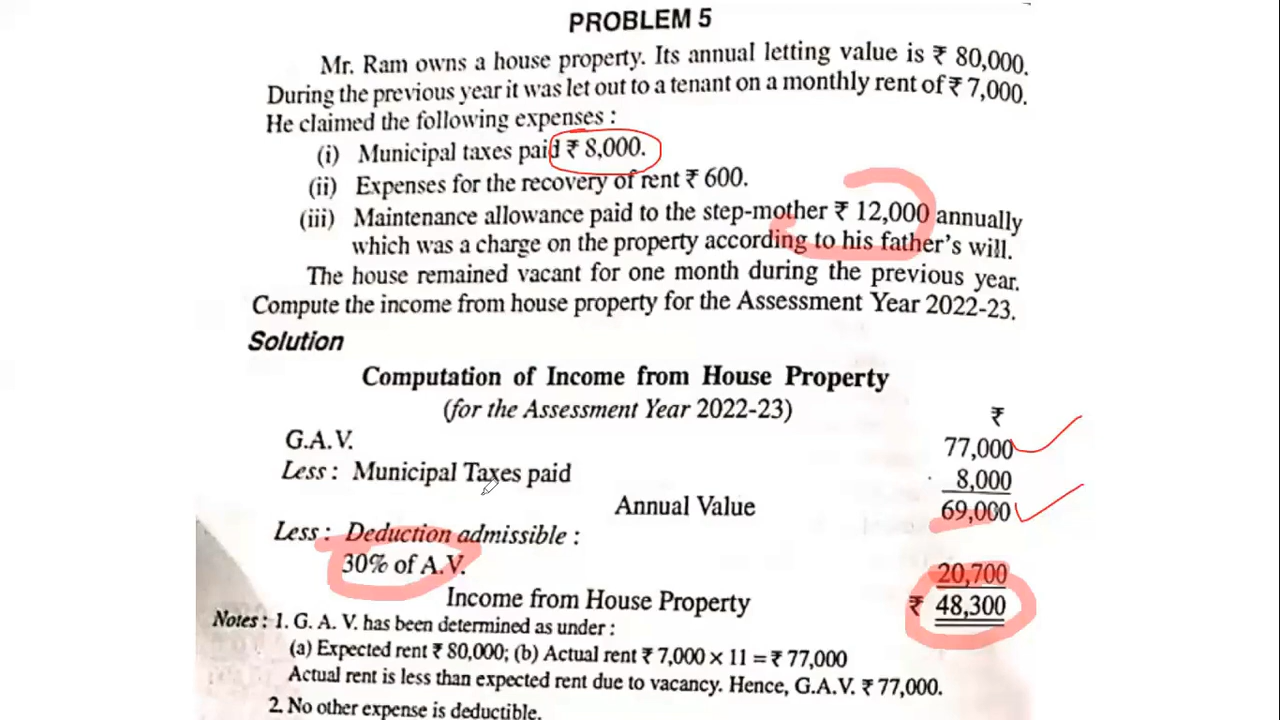 PROBLEM 5
Mr. Ram owns a house property. Its annual letting value is ₹ 80,000.
During the previous year it was let out to a tenant on a monthly rent of ₹ 7,000.
He claimed the following expenses :
(i) Municipal taxes paid ₹ 8,000.
(ii) Expenses for the recovery of rent ₹ 600.
(iii) Maintenance allowance paid to the step-mother ₹ 12,000 annually
which was a charge on the property according to his father's will.
The house remained vacant for one month during the previous year.
Compute the income from house property for the Assessment Year 2022-23.
Solution
Computation of Income from House Property
(for the Assessment Year 2022-23)
₹
G.A.V. 77,000
Less : Municipal Taxes paid 8,000
Annual Value 69,000
Less : Deduction admissible :
30% of A.V. 20,700
Income from House Property ₹ 48,300
Notes : 1. G. A. V. has been determined as under :
(a) Expected rent ₹ 80,000; (b) Actual rent ₹ 7,000 × 11 = ₹ 77,000
Actual rent is less than expected rent due to vacancy. Hence, G.A.V. ₹ 77,000.
2. No other expense is deductible.